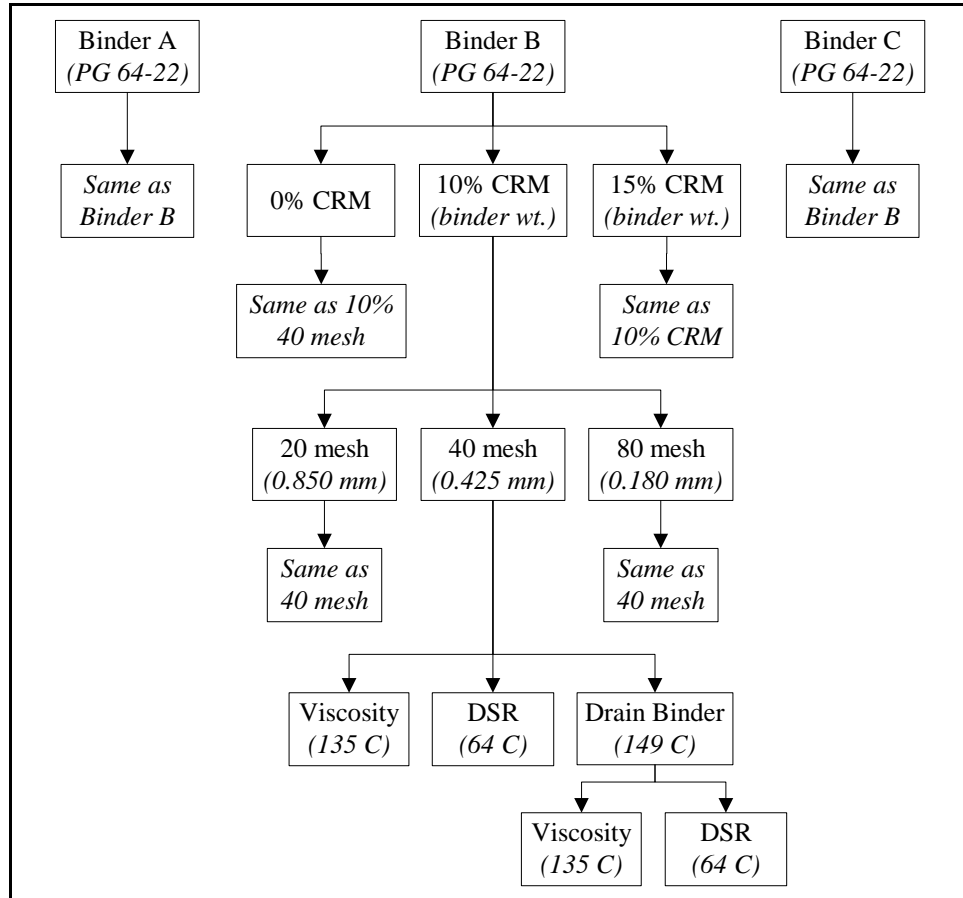 Binder A
(PG 64-22)
Binder B
(PG 64-22)
Binder C
(PG 64-22)
Same as
Binder B
0% CRM
10% CRM
(binder wt.)
15% CRM
(binder wt.)
Same as
Binder B
Same as 10%
40 mesh
Same as
10% CRM
20 mesh
(0.850 mm)
40 mesh
(0.425 mm)
80 mesh
(0.180 mm)
Same as
40 mesh
Same as
40 mesh
Viscosity
(135 C)
DSR
(64 C)
Drain Binder
(149 C)
Viscosity
(135 C)
DSR
(64 C)